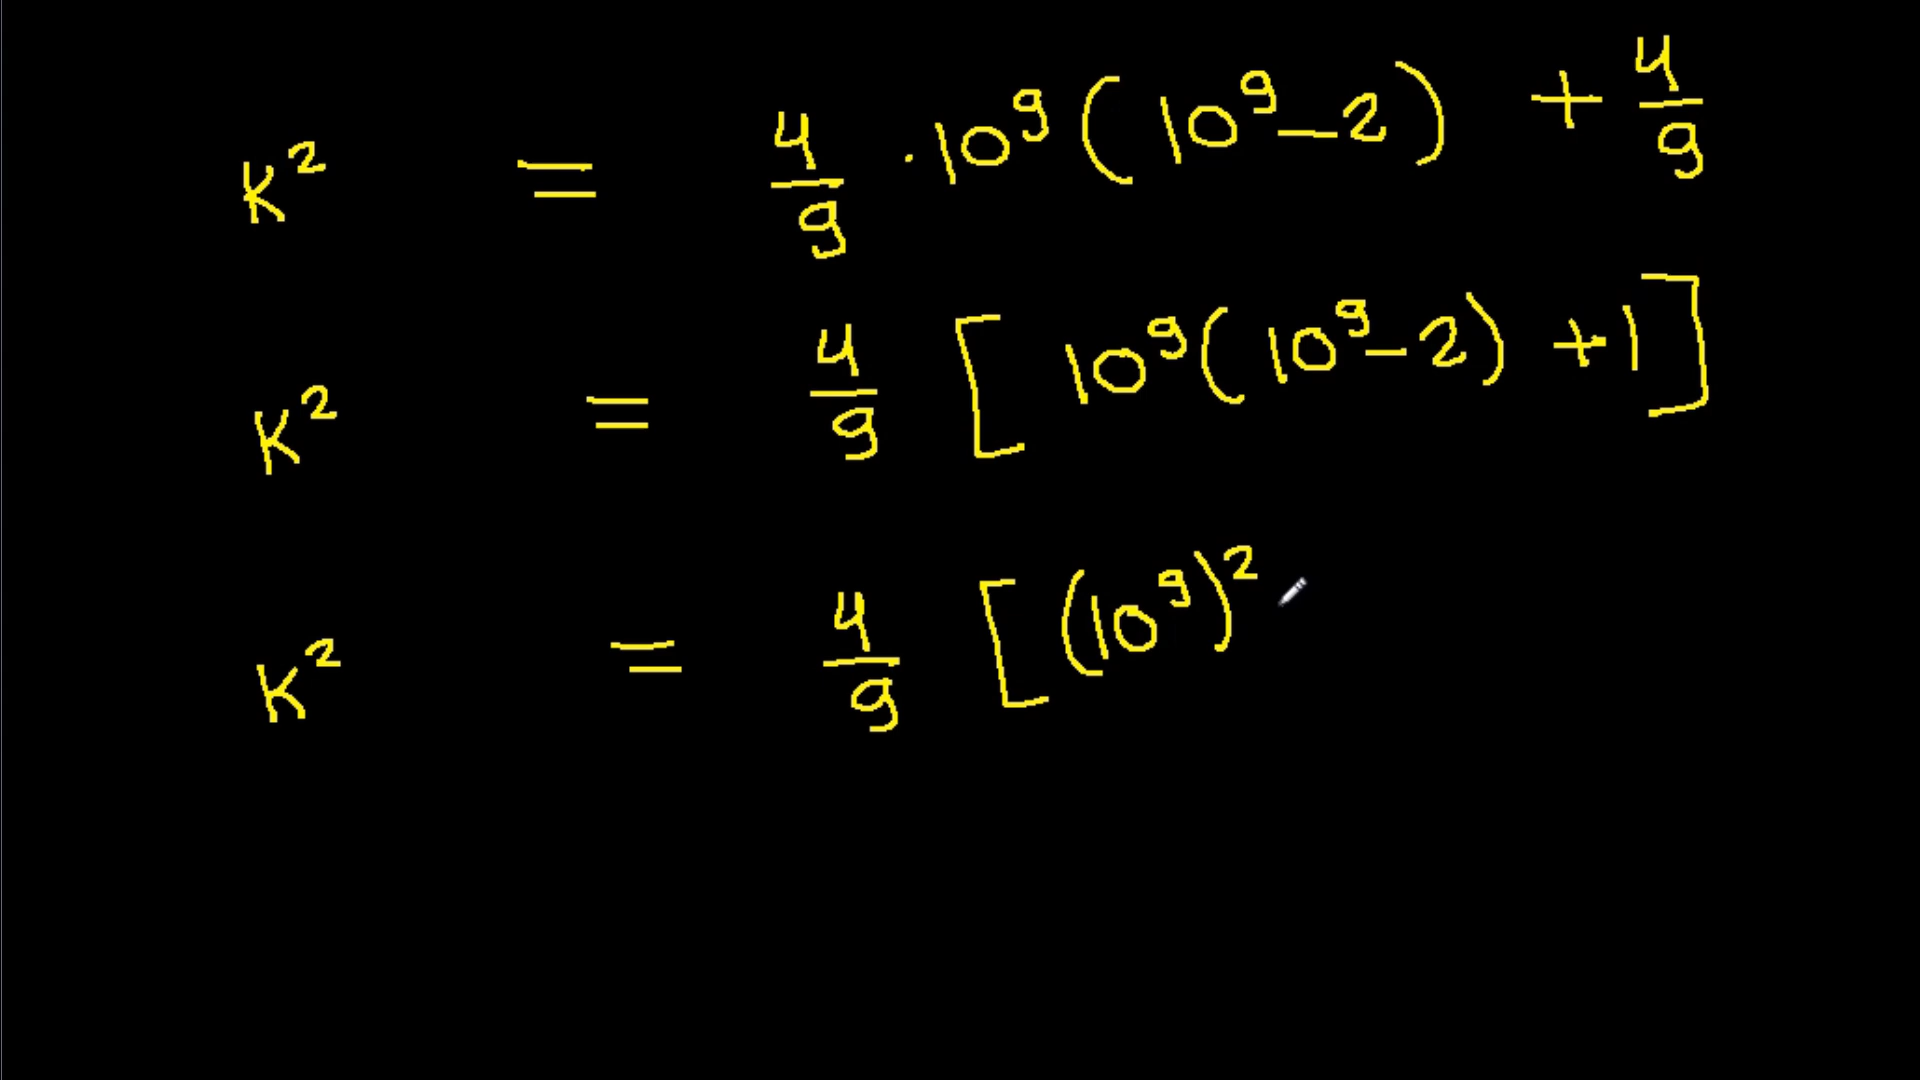 K² = 4/9 · 10⁹ ( 10⁹ – 2 ) + 4/9
K² = 4/9 [ 10⁹ ( 10⁹ – 2 ) + 1 ]
K² = 4/9 [ (10⁹)²